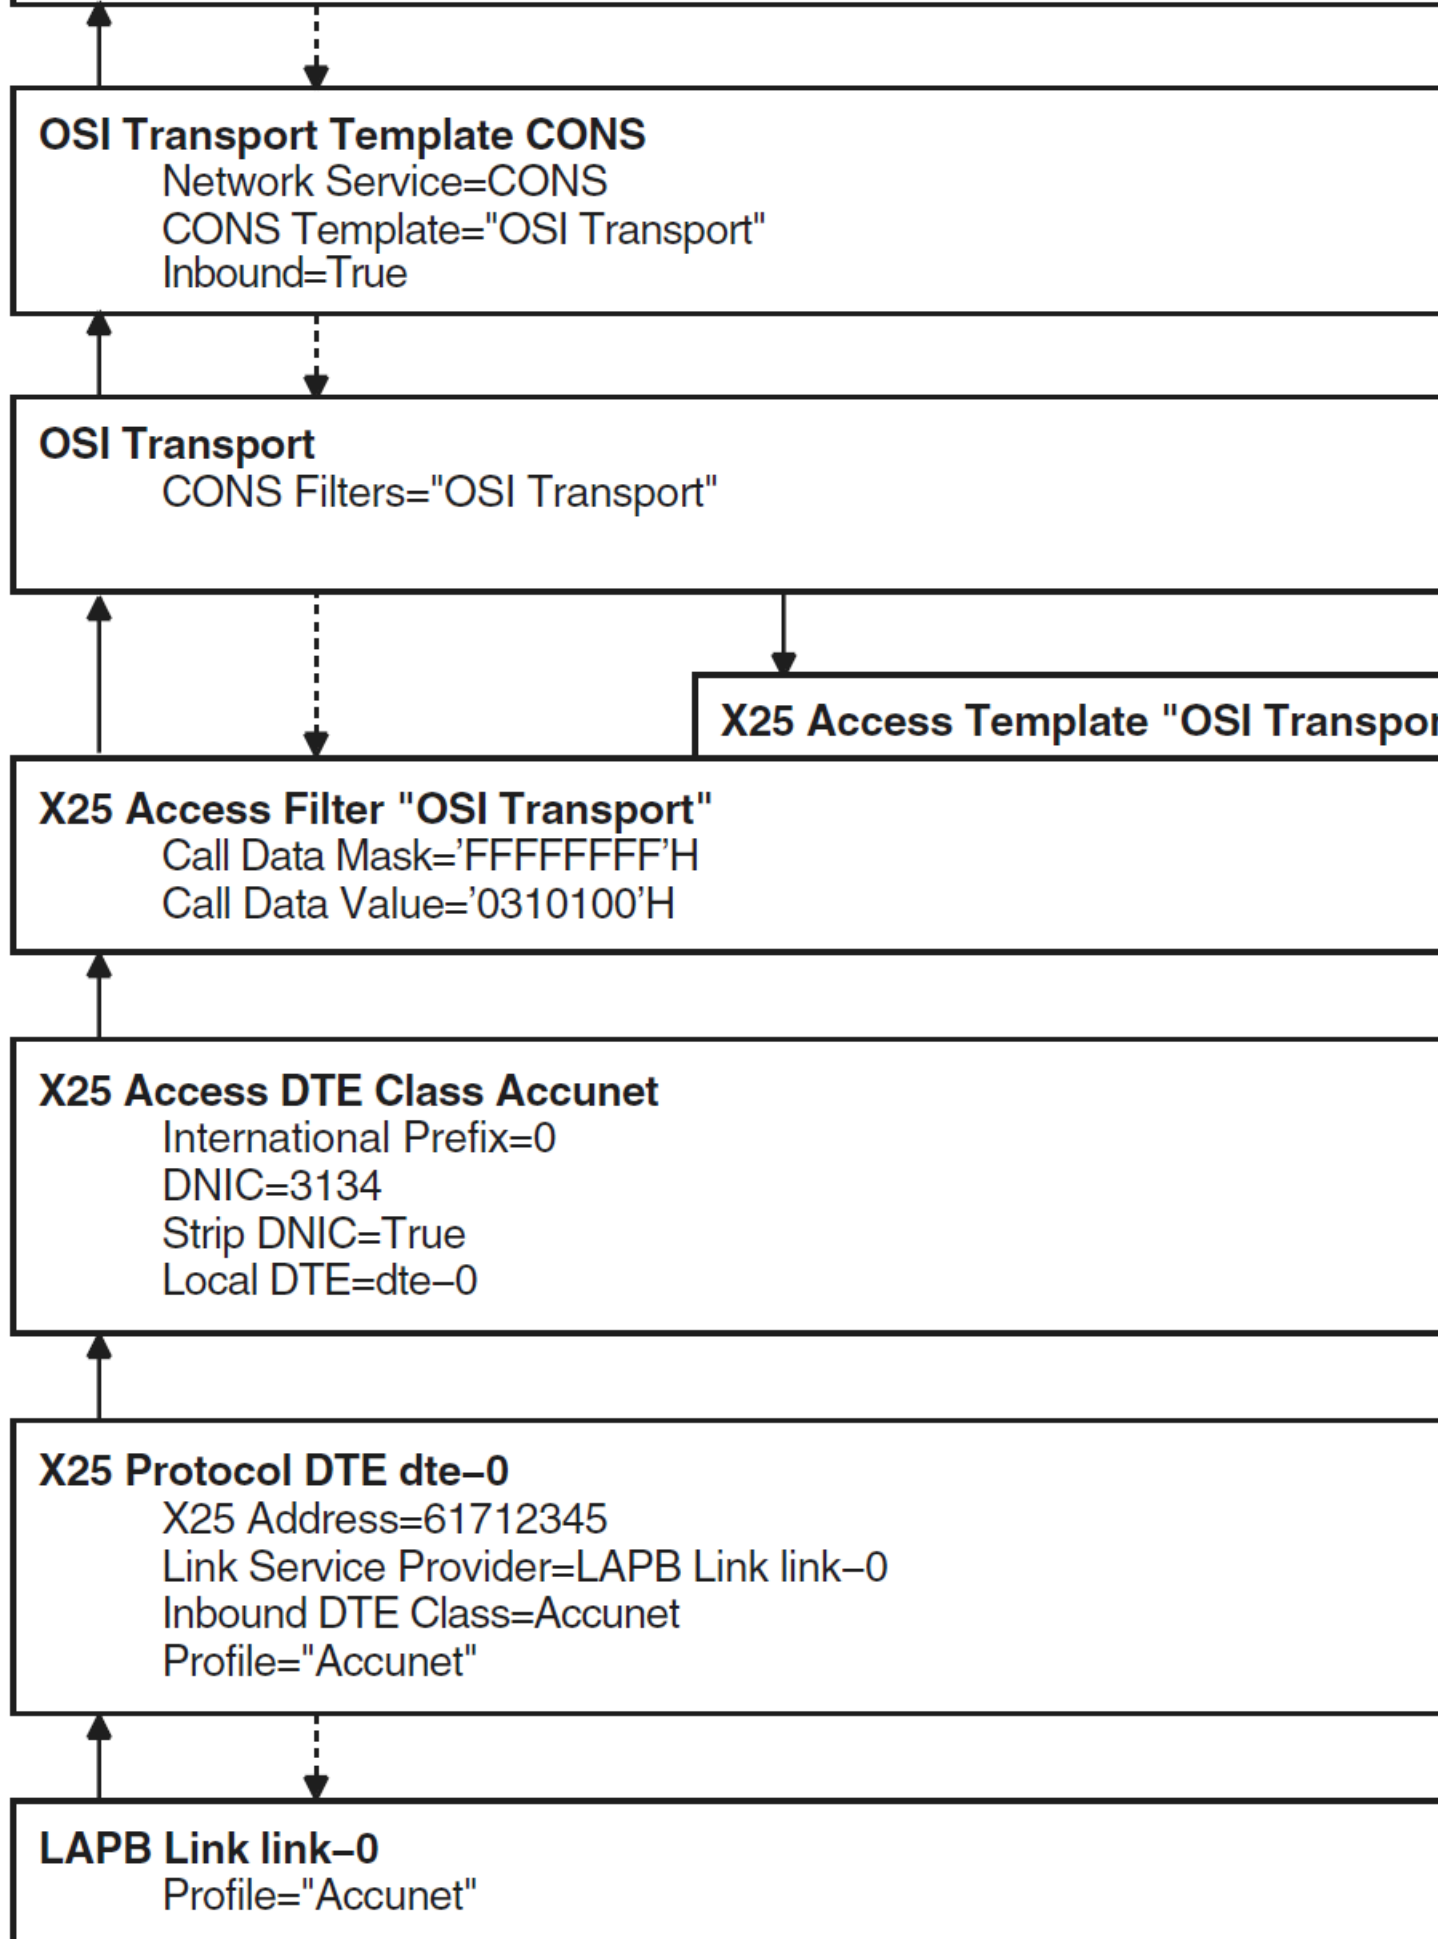 OSI Transport Template CONS
Network Service=CONS
CONS Template="OSI Transport"
Inbound=True
OSI Transport
CONS Filters="OSI Transport"
X25 Access Template "OSI Transpor
X25 Access Filter "OSI Transport"
Call Data Mask=’FFFFFFFF’H
Call Data Value=’0310100’H
X25 Access DTE Class Accunet
International Prefix=0
DNIC=3134
Strip DNIC=True
Local DTE=dte–0
X25 Protocol DTE dte–0
X25 Address=61712345
Link Service Provider=LAPB Link link–0
Inbound DTE Class=Accunet
Profile="Accunet"
LAPB Link link–0
Profile="Accunet"